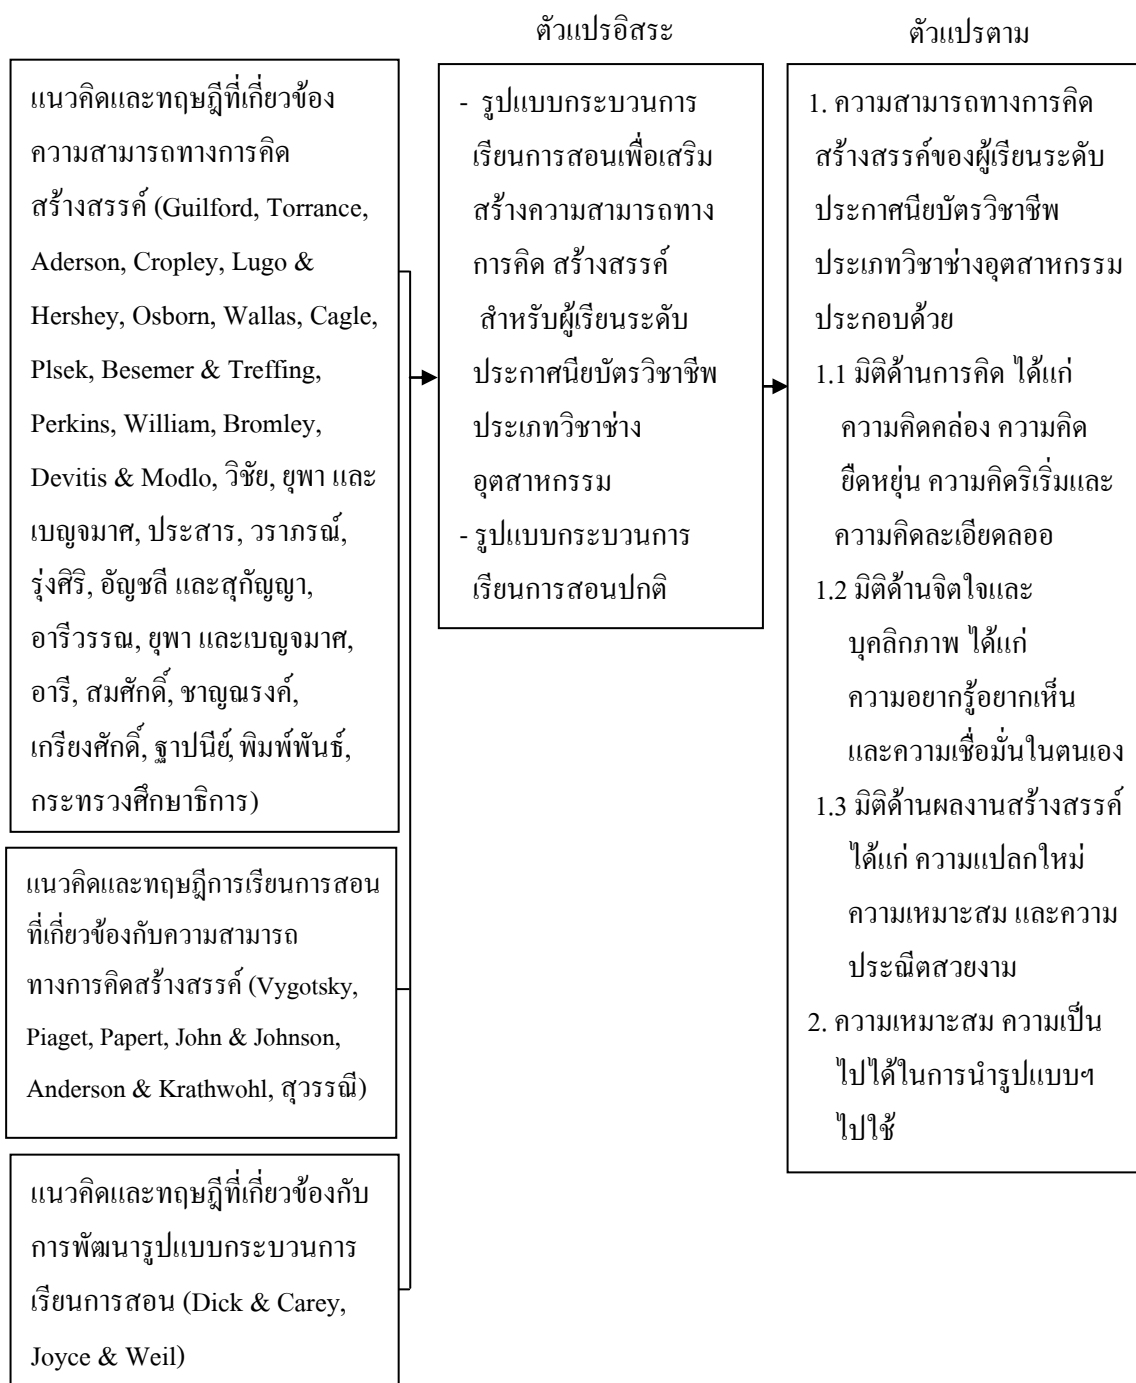 ตัวแปรอิสระ
ตัวแปรตาม
แนวคิดและทฤษฎีที่เกี่ยวข้อง
ความสามารถทางการคิด
สร้างสรรค์ (Guilford, Torrance,
Aderson, Cropley, Lugo &
Hershey, Osborn, Wallas, Cagle,
Plsek, Besemer & Treffing,
Perkins, William, Bromley,
Devitis & Modlo, วิชัย, ยุพา และ
เบญจมาศ, ประสาร, วราภรณ์,
รุ่งศิริ, อัญชลี และสุกัญญา,
อารีวรรณ, ยุพา และเบญจมาศ,
อารี, สมศักดิ์, ชาญณรงค์,
เกรียงศักดิ์, ฐาปนีย์, พิมพ์พันธ์,
กระทรวงศึกษาธิการ)
แนวคิดและทฤษฎีการเรียนการสอน
ที่เกี่ยวข้องกับความสามารถ
ทางการคิดสร้างสรรค์ (Vygotsky,
Piaget, Papert, John & Johnson,
Anderson & Krathwohl, สุวรรณี)
แนวคิดและทฤษฎีที่เกี่ยวข้องกับ
การพัฒนารูปแบบกระบวนการ
เรียนการสอน (Dick & Carey,
Joyce & Weil)
- รูปแบบกระบวนการ
เรียนการสอนเพื่อเสริม
สร้างความสามารถทาง
การคิด สร้างสรรค์
สำหรับผู้เรียนระดับ
ประกาศนียบัตรวิชาชีพ
ประเภทวิชาช่าง
อุตสาหกรรม
- รูปแบบกระบวนการ
เรียนการสอนปกติ
1. ความสามารถทางการคิด
สร้างสรรค์ของผู้เรียนระดับ
ประกาศนียบัตรวิชาชีพ
ประเภทวิชาช่างอุตสาหกรรม
ประกอบด้วย
1.1 มิติด้านการคิด ได้แก่
ความคิดคล่อง ความคิด
ยืดหยุ่น ความคิดริเริ่มและ
ความคิดละเอียดลออ
1.2 มิติด้านจิตใจและ
บุคลิกภาพ ได้แก่
ความอยากรู้อยากเห็น
และความเชื่อมั่นในตนเอง
1.3 มิติด้านผลงานสร้างสรรค์
ได้แก่ ความแปลกใหม่
ความเหมาะสม และความ
ประณีตสวยงาม
2. ความเหมาะสม ความเป็น
ไปได้ในการนำรูปแบบฯ
ไปใช้